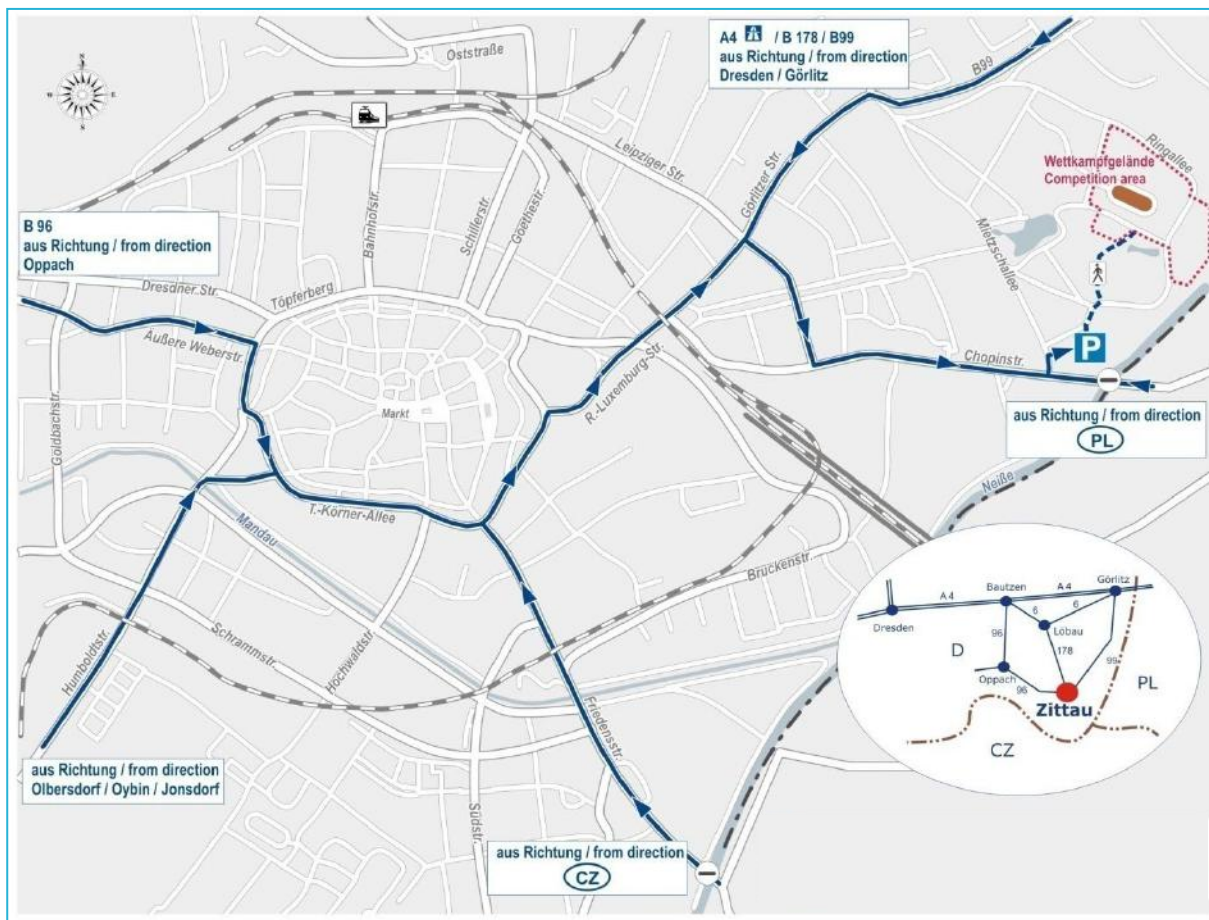 A4 / B 178 / B99
aus Richtung / from direction
Dresden / Görlitz
Oststraße
B99
N
W
E
S
Leipziger Str.
Görlitzer Str.
Ringallee
Wettkampfgelände
Competition area
B 96
aus Richtung / from direction
Oppach
Bahnhofstr.
Schillerstr.
Goethestr.
Mietzschallee
Dresdner Str.
Töpferberg
Äußere Weberstr.
P
Chopinstr.
R.-Luxemburg-Str.
Markt
Goldbachstr.
aus Richtung / from direction
PL
Neiße
T.-Körner-Allee
Mandau
Brückenstr.
Humboldtstr.
Schrammstr.
Hochwaldstr.
Friedensstr.
Südstr.
aus Richtung / from direction
Olbersdorf / Oybin / Jonsdorf
aus Richtung / from direction
CZ
Görlitz
Bautzen
A 4
A 4
Dresden
6
6
Löbau
96
178
99
D
Oppach
96
PL
Zittau
CZ